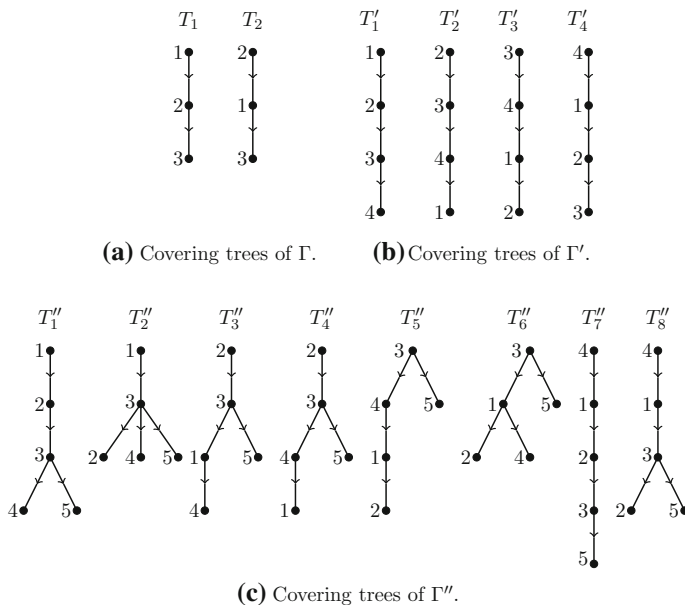 T₁ T₂ T′₁ T′₂ T′₃ T′₄
1 2 1 2 3 4
2 1 2 3 4 1
3 3 3 4 1 2
4 1 2 3
(a) Covering trees of Γ. (b) Covering trees of Γ′.
T″₁ T″₂ T″₃ T″₄ T″₅ T″₆ T″₇ T″₈
1 1 2 2 3 3 4 4
2 3 3 3 4 5 1 5 1 1
3 2 4 5 1 5 4 5 1 2 4 2 3
4 5 4 1 2 3 2 5
5
(c) Covering trees of Γ″.